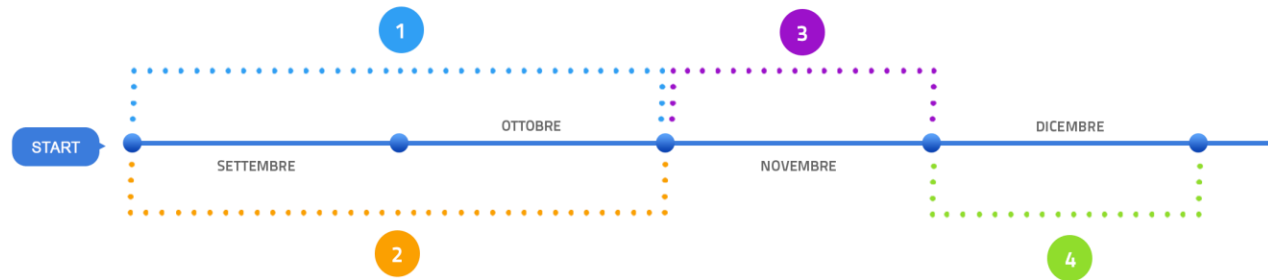 1
3
OTTOBRE
DICEMBRE
START
SETTEMBRE
NOVEMBRE
2
4